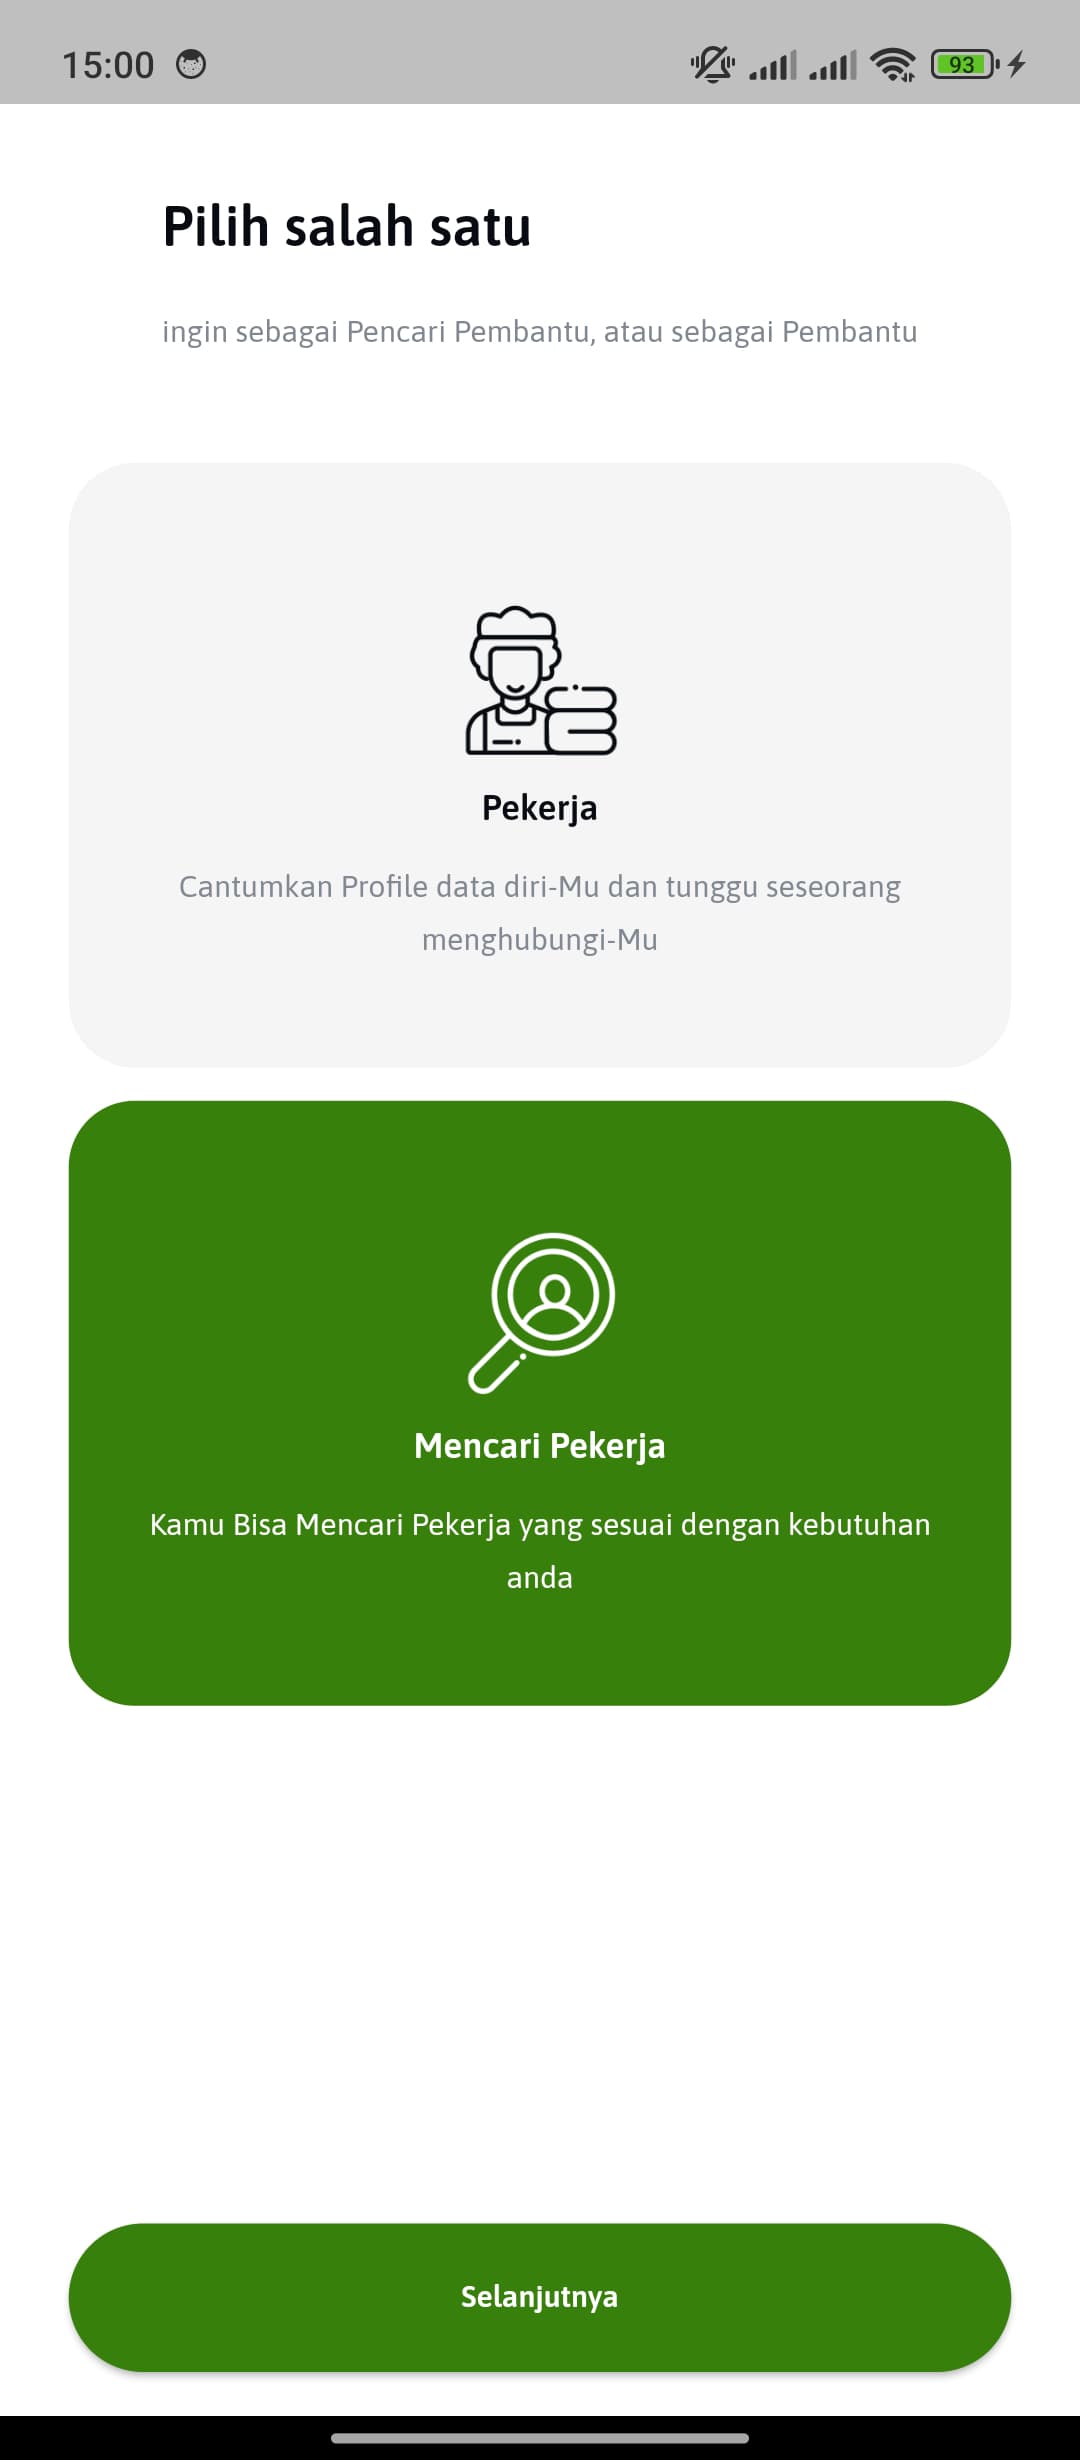 15:00
93
Pilih salah satu
ingin sebagai Pencari Pembantu, atau sebagai Pembantu
Pekerja
Cantumkan Profile data diri-Mu dan tunggu seseorang
menghubungi-Mu
Mencari Pekerja
Kamu Bisa Mencari Pekerja yang sesuai dengan kebutuhan
anda
Selanjutnya